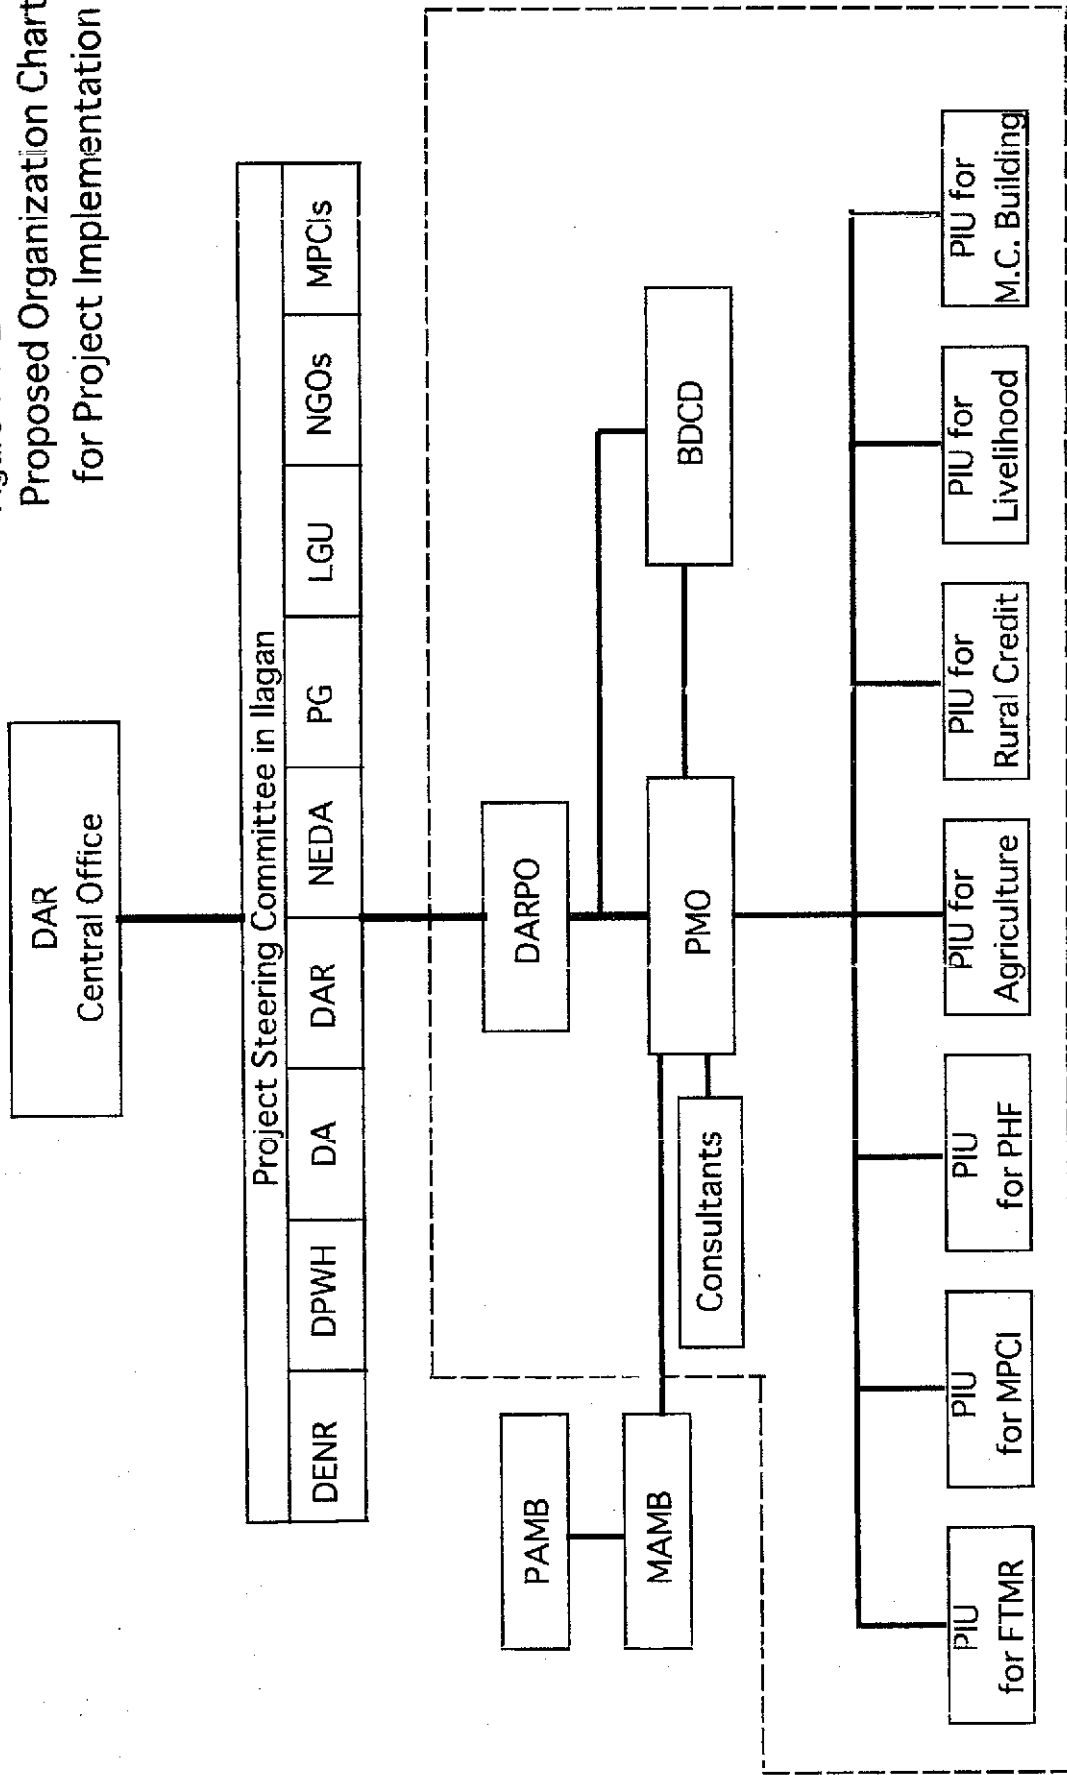 Proposed Organization Chart
for Project Implementation
DAR
Central Office
Project Steering Committee in Ilagan
DENR DPWH DA DAR NEDA PG LGU NGOs MPCIs
DARPO
PAMB
MAMB
PMO
BDCD
Consultants
PIU
for FTMR
PIU
for MPCI
PIU
for PHF
PIU for
Agriculture
PIU for
Rural Credit
PIU for
Livelihood
PIU for
M.C. Building